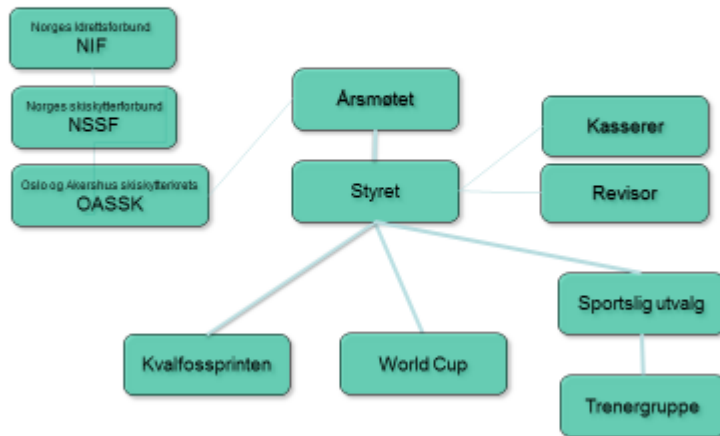 Norges Idrettsforbund
NIF
Norges skiskytterforbund
NSSF
Oslo og Akershus skiskytterkrets
OASSK
Årsmøtet
Styret
Kasserer
Revisor
Kvalfossprinten
World Cup
Sportslig utvalg
Trenergruppe